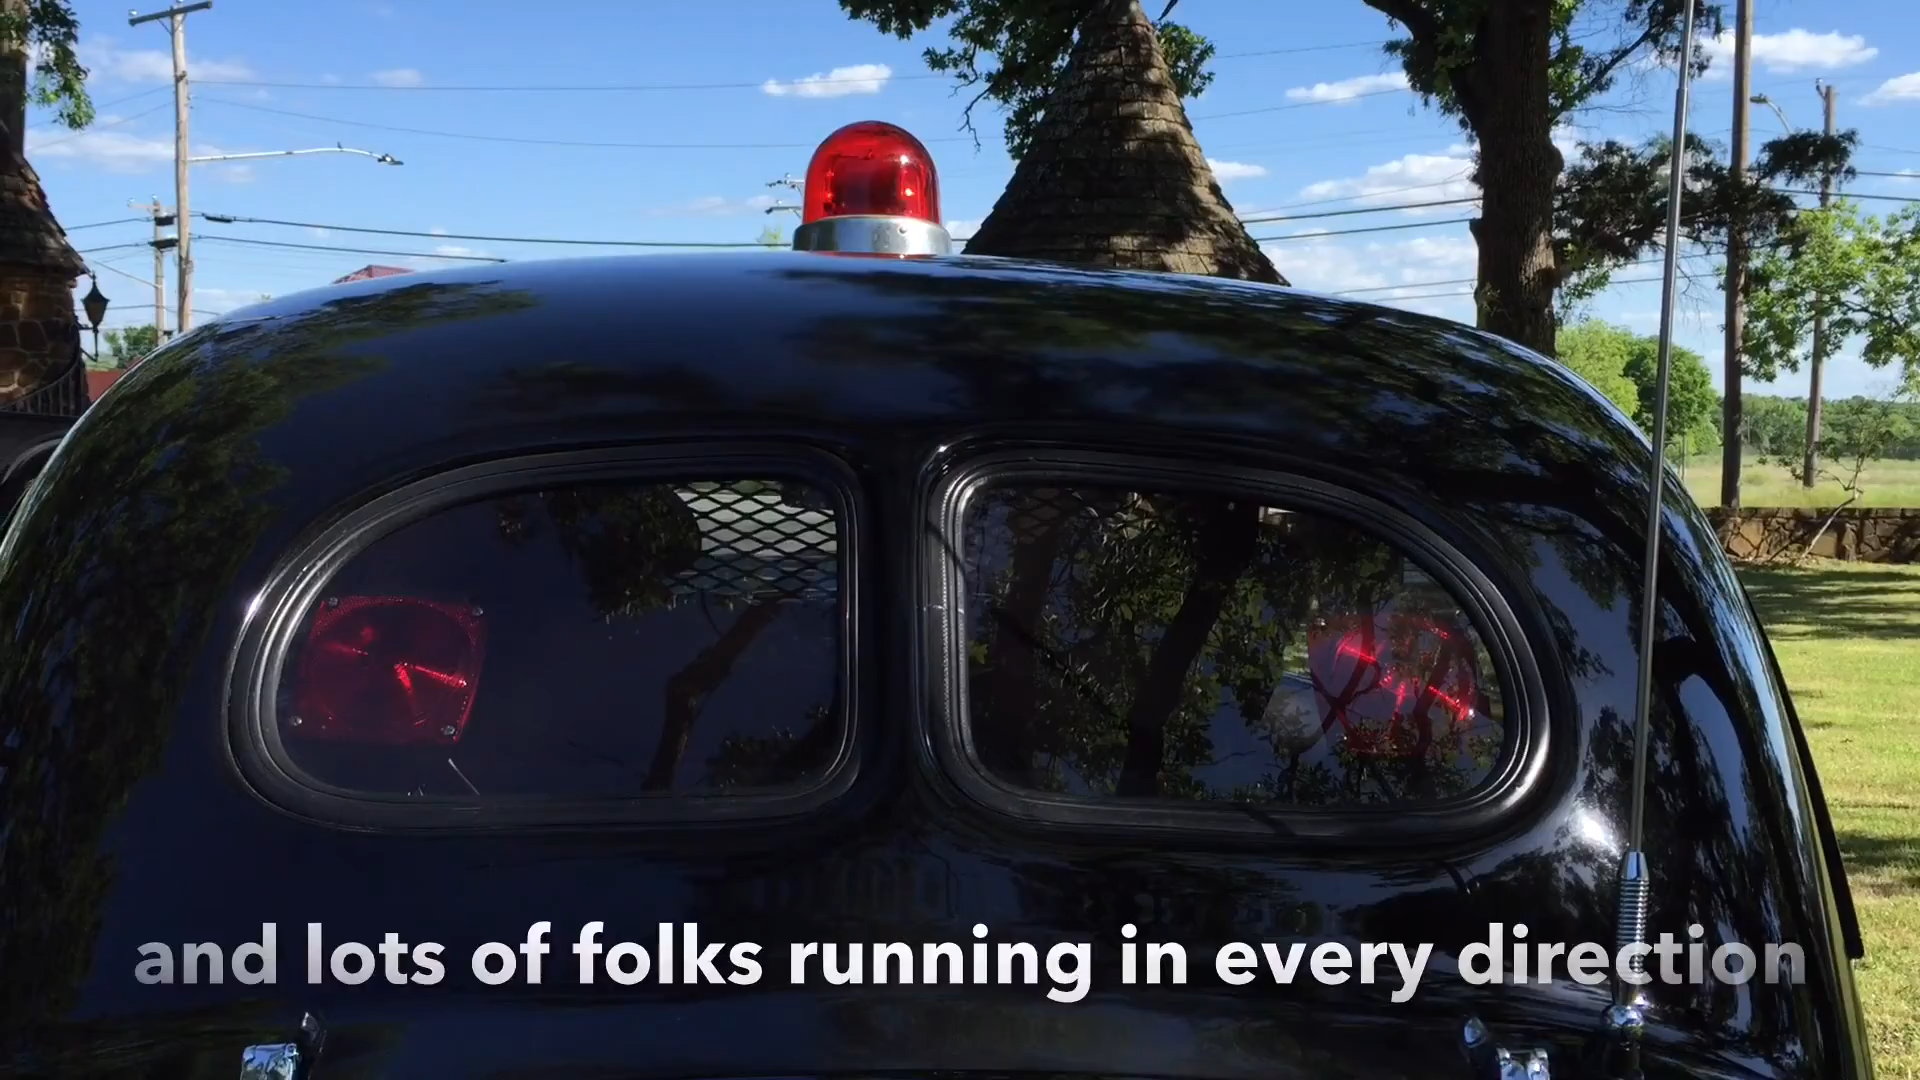 and lots of folks running in every direction